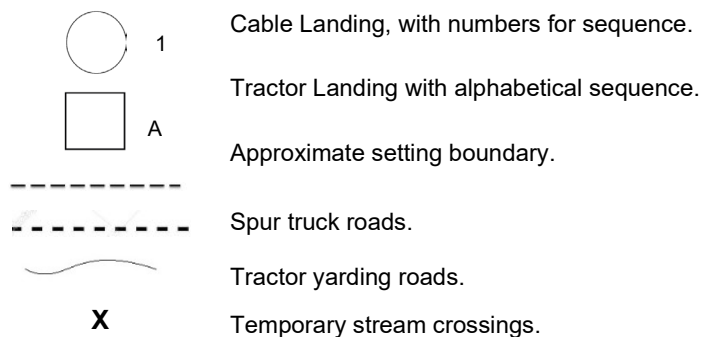 Cable Landing, with numbers for sequence.
1
Tractor Landing with alphabetical sequence.
A
Approximate setting boundary.
Spur truck roads.
Tractor yarding roads.
X
Temporary stream crossings.